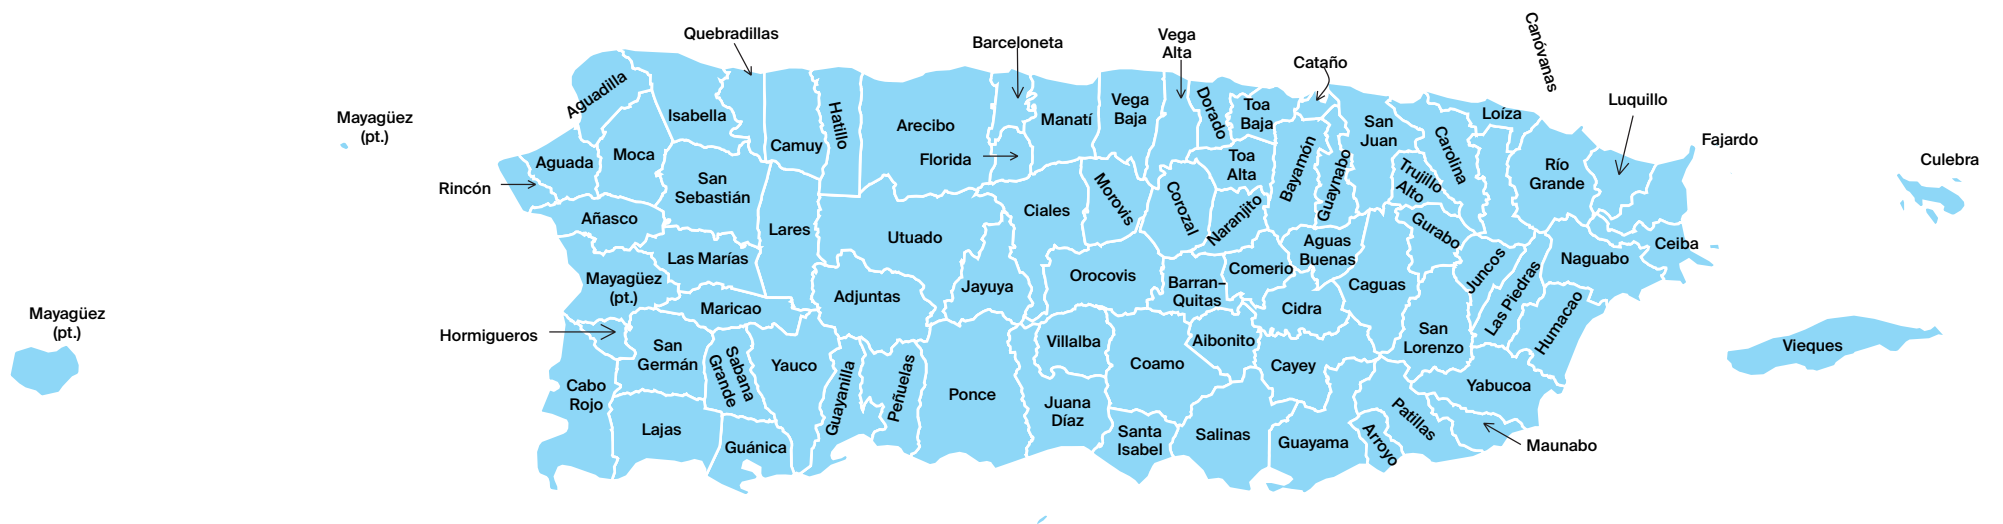 Quebradillas
Barceloneta
Vega
Alta
Cataño
Canóvanas
Mayagüez
(pt.)
Aguadilla
Isabella
Hatillo
Camuy
Arecibo
Florida
Manatí
Vega
Baja
Dorado
Toa
Baja
San
Juan
Loíza
Luquillo
Fajardo
Culebra
Rincón
Aguada
Moca
San
Sebastián
Toa
Alta
Bayamón
Guaynabo
Trujillo
Alto
Carolina
Río
Grande
Añasco
Lares
Utuado
Ciales
Morovis
Corozal
Naranjito
Aguas
Buenas
Gurabo
Naguabo
Ceiba
Las Marías
Mayagüez
(pt.)
Maricao
Adjuntas
Jayuya
Orocovis
Barran–
Quitas
Comerio
Cidra
Caguas
Juncos
Las Piedras
Humacao
Mayagüez
(pt.)
Hormigueros
San
Germán
Sabana
Grande
Yauco
Guayanilla
Peñuelas
Ponce
Villalba
Coamo
Aibonito
Cayey
San
Lorenzo
Yabucoa
Vieques
Cabo
Rojo
Lajas
Guánica
Juana
Díaz
Santa
Isabel
Salinas
Guayama
Arroyo
Patillas
Maunabo